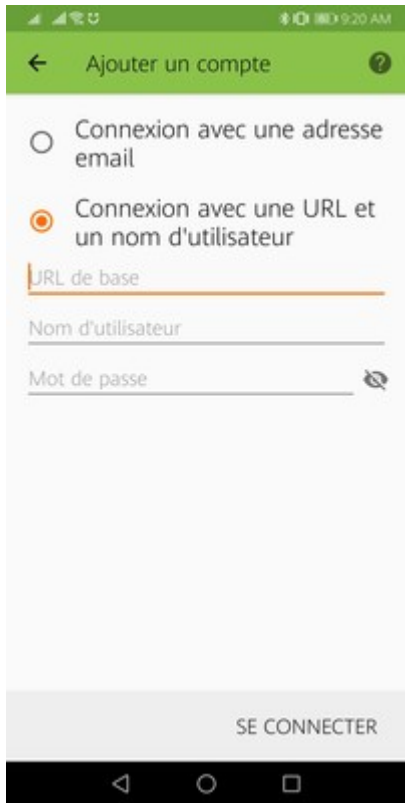 9:20 AM
Ajouter un compte
Connexion avec une adresse
email
Connexion avec une URL et
un nom d'utilisateur
URL de base
Nom d'utilisateur
Mot de passe
SE CONNECTER